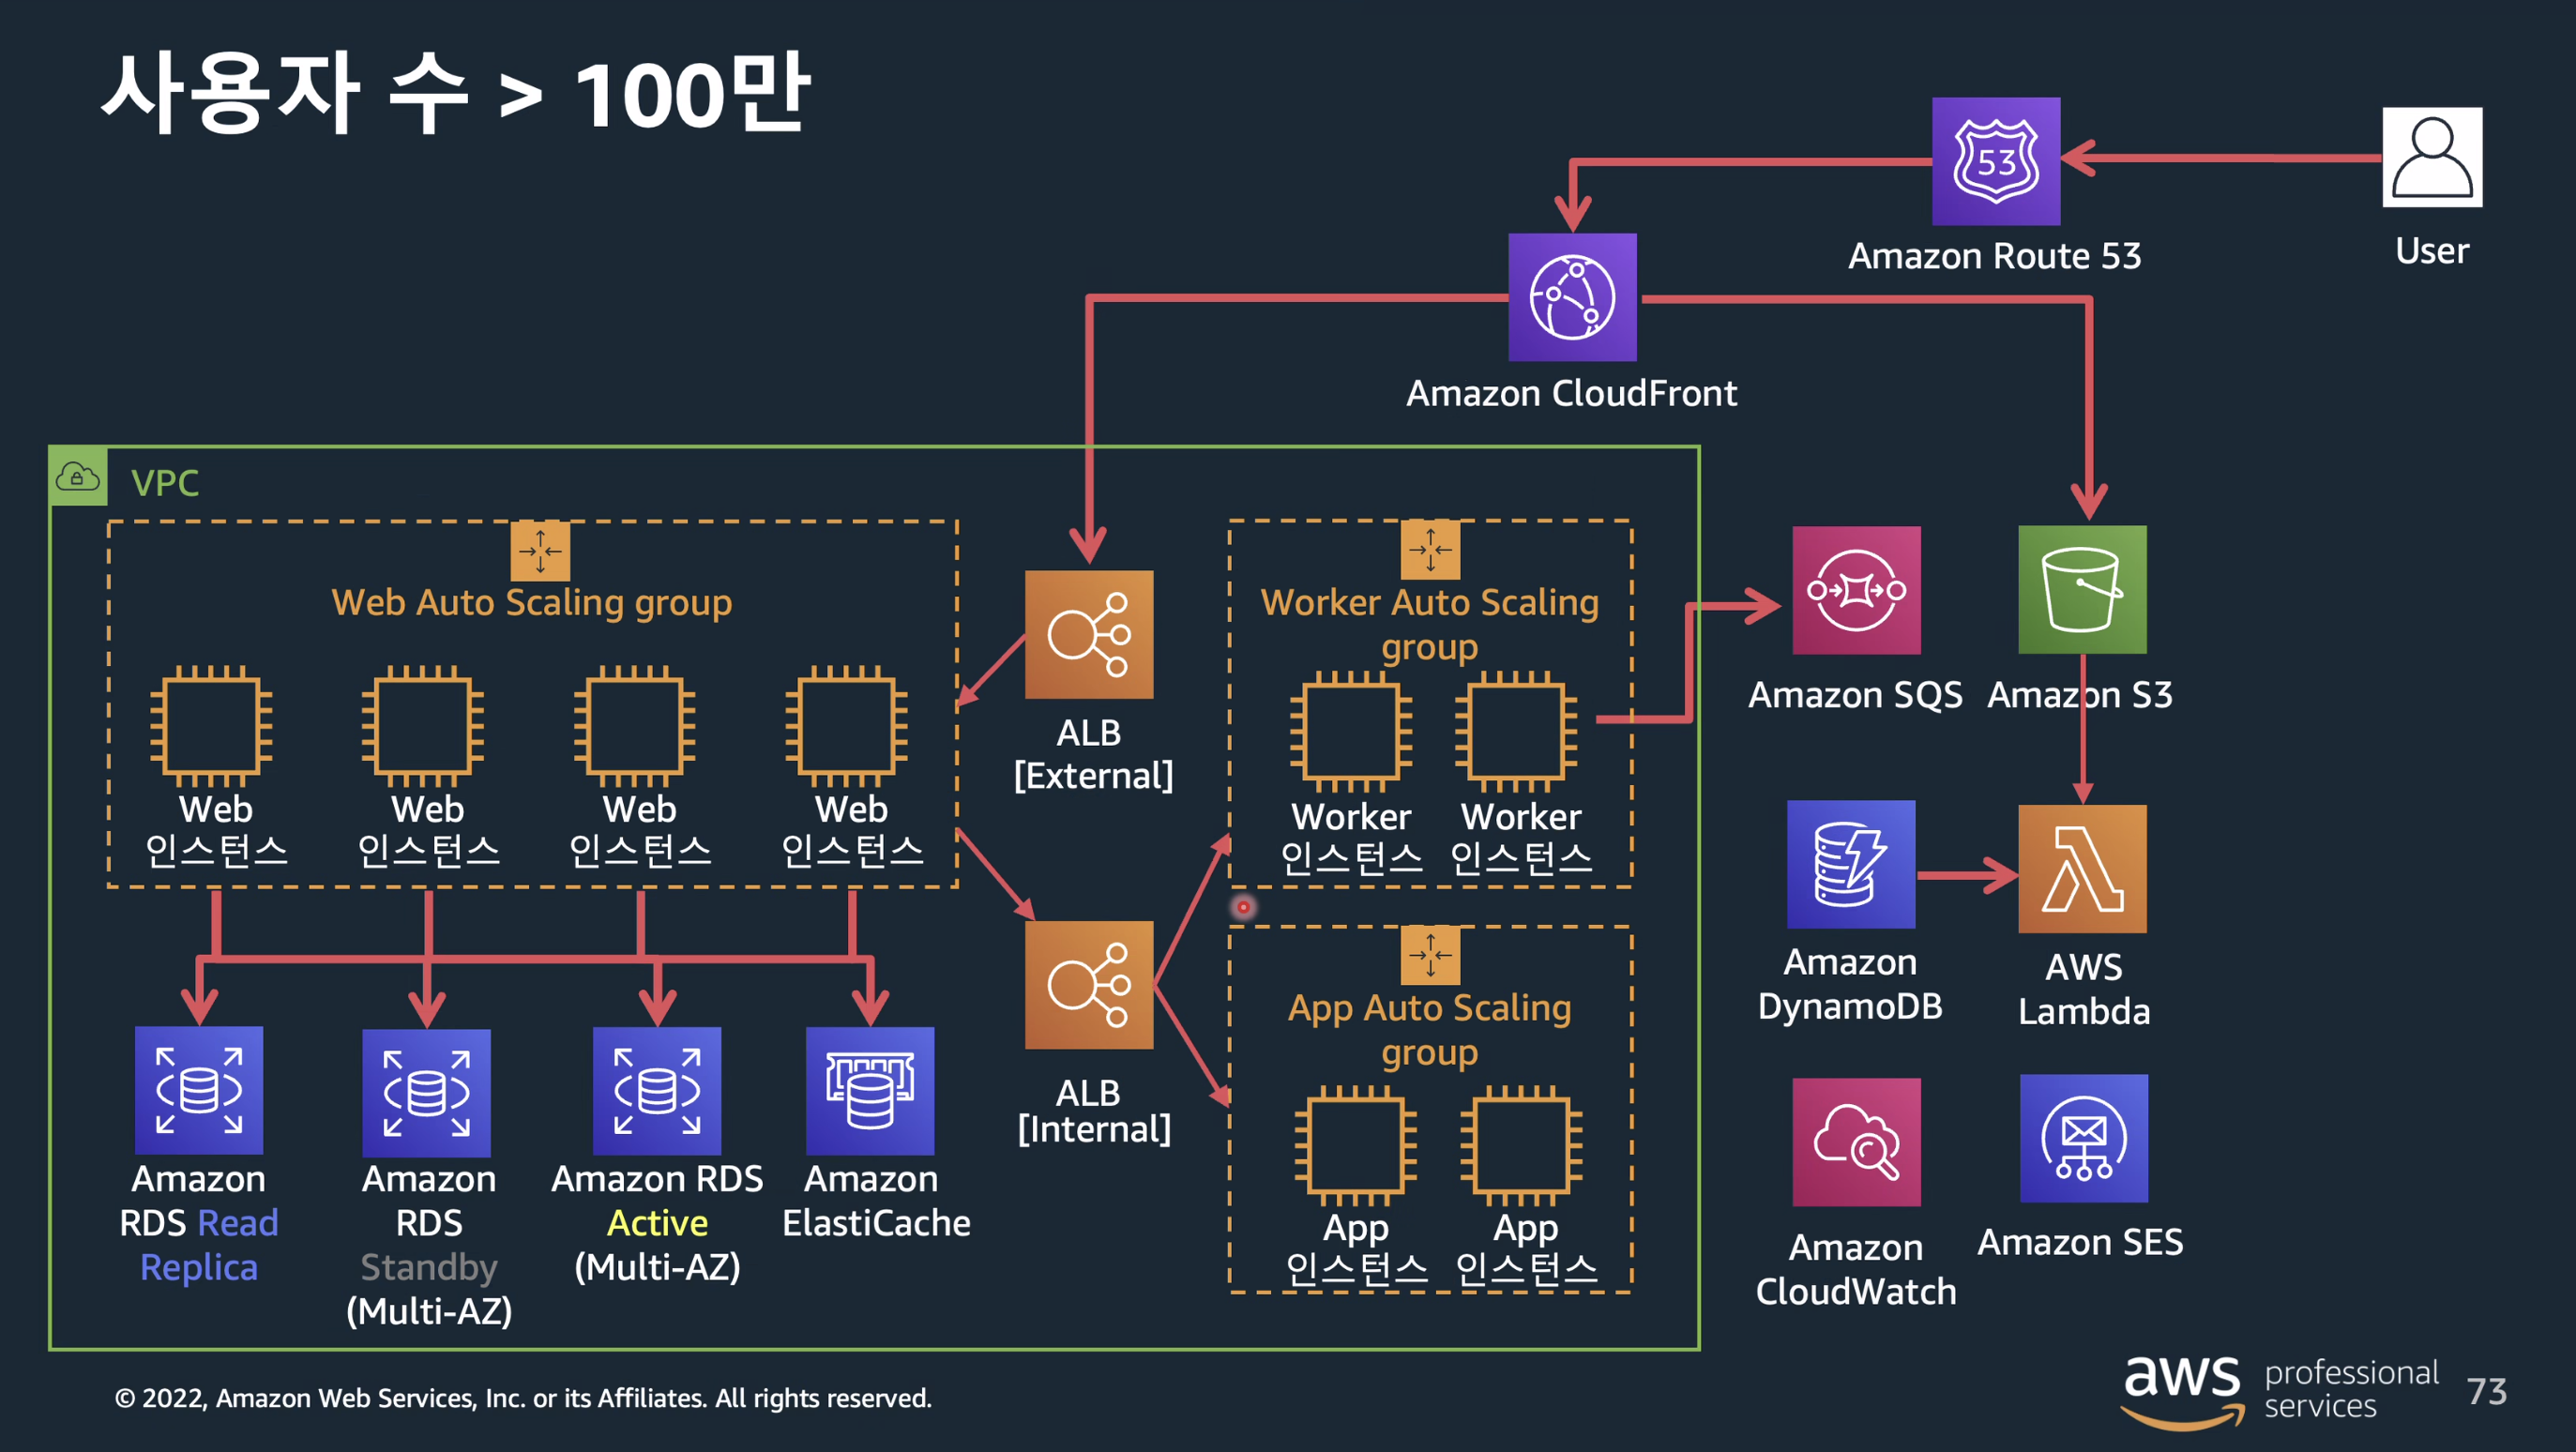 사용자 수 > 100만
53
Amazon Route 53
User
Amazon CloudFront
VPC
Web Auto Scaling group
Web
인스턴스
Web
인스턴스
Web
인스턴스
Web
인스턴스
ALB
[External]
Worker Auto Scaling
group
Worker
인스턴스
Worker
인스턴스
Amazon SQS
Amazon S3
Amazon
DynamoDB
AWS
Lambda
ALB
[Internal]
App Auto Scaling
group
App
인스턴스
App
인스턴스
Amazon
RDS Read
Replica
Amazon
RDS
Standby
(Multi-AZ)
Amazon RDS
Active
(Multi-AZ)
Amazon
ElastiCache
Amazon
CloudWatch
Amazon SES
© 2022, Amazon Web Services, Inc. or its Affiliates. All rights reserved.
aws
professional
services
73